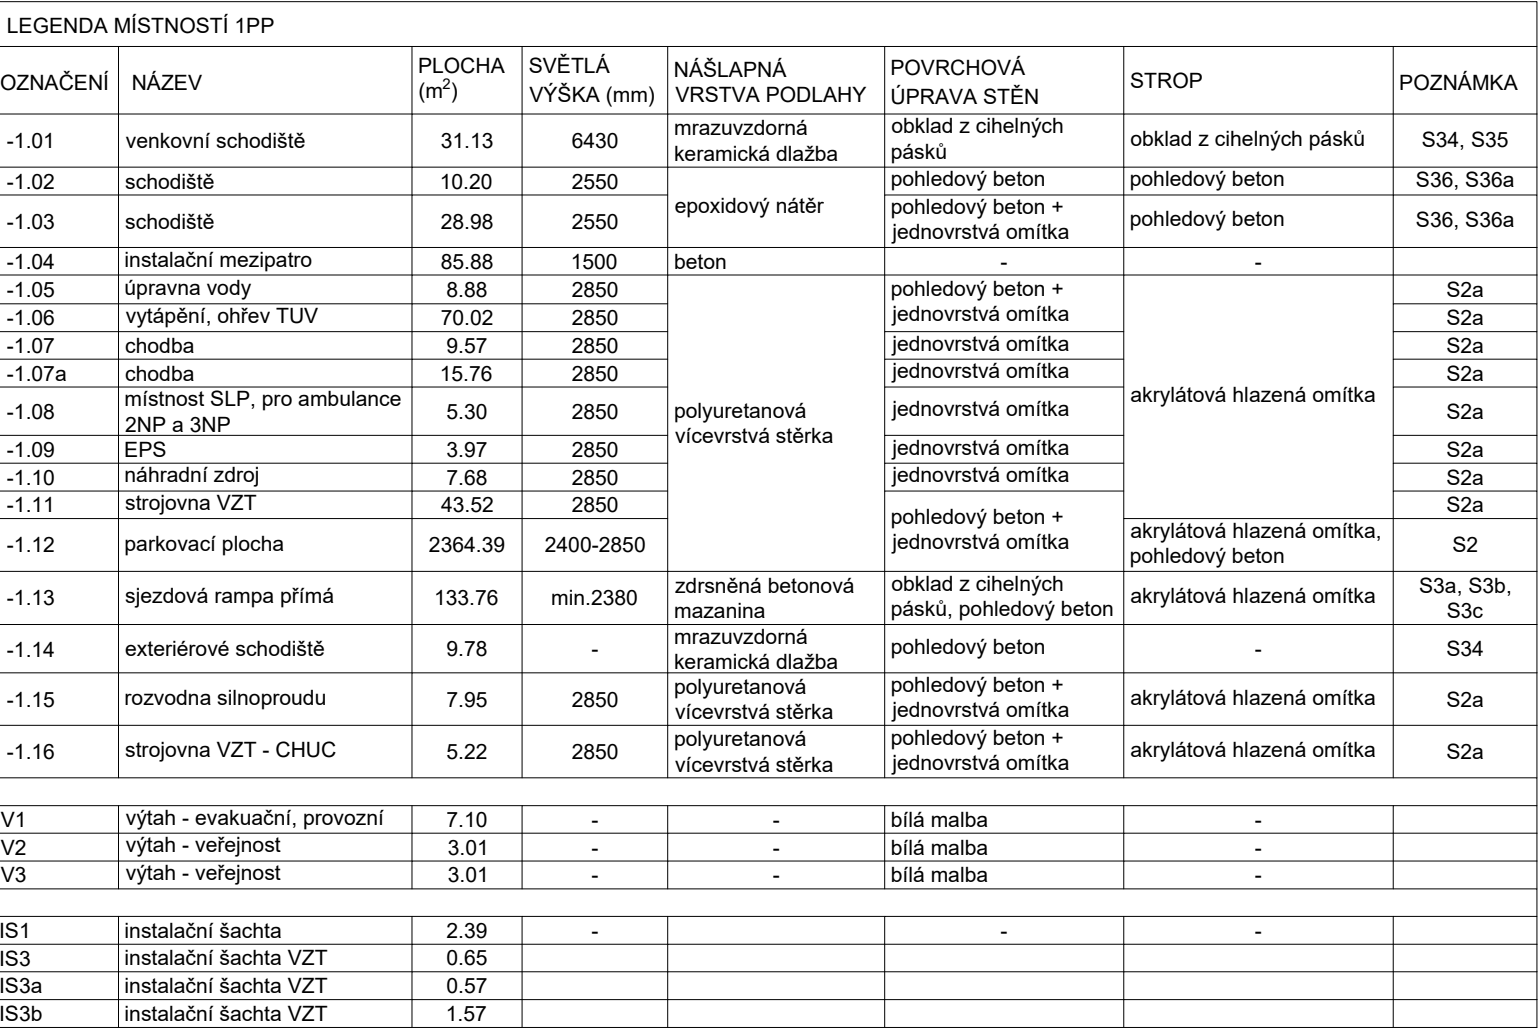 LEGENDA MÍSTNOSTÍ 1PP
OZNAČENÍ NÁZEV PLOCHA (m²) SVĚTLÁ VÝŠKA (mm) NÁŠLAPNÁ VRSTVA PODLAHY POVRCHOVÁ ÚPRAVA STĚN STROP POZNÁMKA
-1.01 venkovní schodiště 31.13 6430 mrazuvzdorná keramická dlažba obklad z cihelných pásků obklad z cihelných pásků S34, S35
-1.02 schodiště 10.20 2550 epoxidový nátěr pohledový beton pohledový beton S36, S36a
-1.03 schodiště 28.98 2550 pohledový beton + jednovrstvá omítka pohledový beton S36, S36a
-1.04 instalační mezipatro 85.88 1500 beton - -
-1.05 úpravna vody 8.88 2850 polyuretanová vícevrstvá stěrka pohledový beton + jednovrstvá omítka akrylátová hlazená omítka S2a
-1.06 vytápění, ohřev TUV 70.02 2850 S2a
-1.07 chodba 9.57 2850 jednovrstvá omítka S2a
-1.07a chodba 15.76 2850 jednovrstvá omítka S2a
-1.08 místnost SLP, pro ambulance 2NP a 3NP 5.30 2850 jednovrstvá omítka S2a
-1.09 EPS 3.97 2850 jednovrstvá omítka S2a
-1.10 náhradní zdroj 7.68 2850 jednovrstvá omítka S2a
-1.11 strojovna VZT 43.52 2850 pohledový beton + jednovrstvá omítka S2a
-1.12 parkovací plocha 2364.39 2400-2850 akrylátová hlazená omítka, pohledový beton S2
-1.13 sjezdová rampa přímá 133.76 min.2380 zdrsněná betonová mazanina obklad z cihelných pásků, pohledový beton akrylátová hlazená omítka S3a, S3b, S3c
-1.14 exteriérové schodiště 9.78 - mrazuvzdorná keramická dlažba pohledový beton - S34
-1.15 rozvodna silnoproudu 7.95 2850 polyuretanová vícevrstvá stěrka pohledový beton + jednovrstvá omítka akrylátová hlazená omítka S2a
-1.16 strojovna VZT - CHUC 5.22 2850 polyuretanová vícevrstvá stěrka pohledový beton + jednovrstvá omítka akrylátová hlazená omítka S2a
V1 výtah - evakuační, provozní 7.10 - - bílá malba -
V2 výtah - veřejnost 3.01 - - bílá malba -
V3 výtah - veřejnost 3.01 - - bílá malba -
IS1 instalační šachta 2.39 - - -
IS3 instalační šachta VZT 0.65
IS3a instalační šachta VZT 0.57
IS3b instalační šachta VZT 1.57